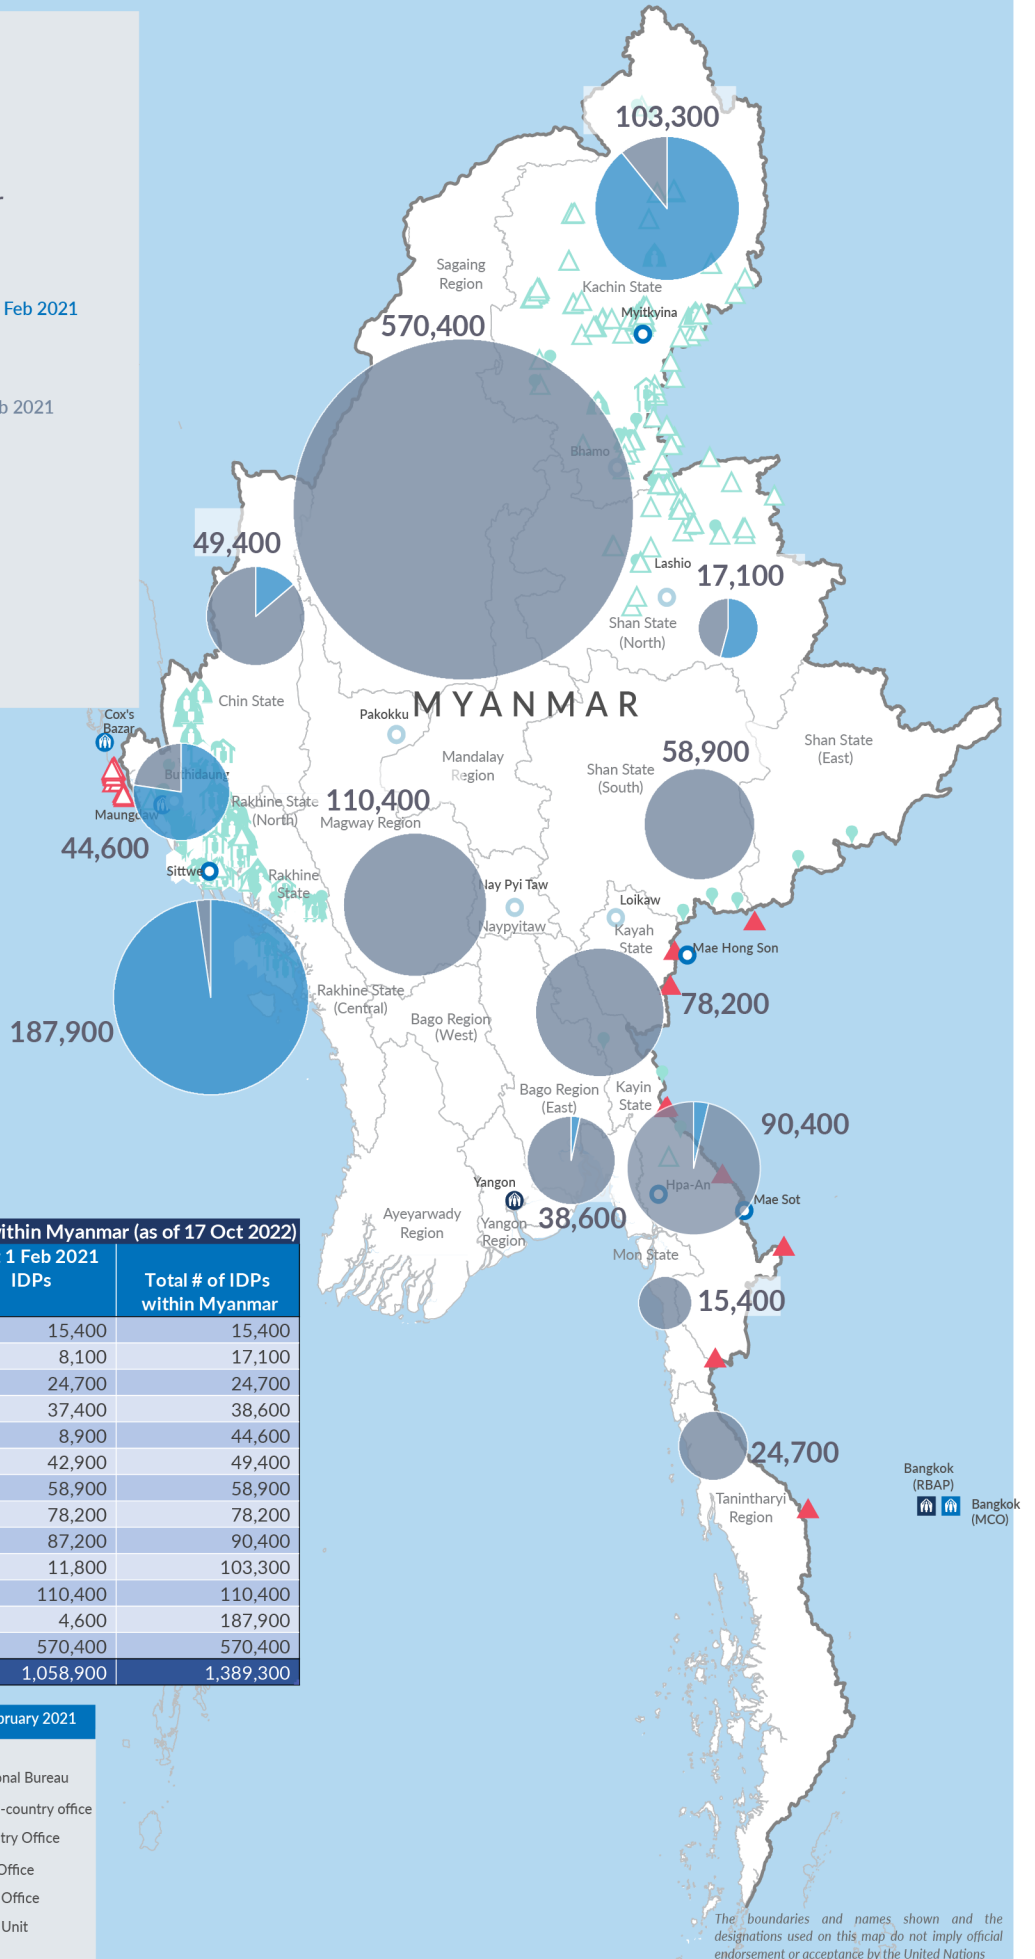 103,300
Sagaing
Region
Kachin State
Feb 2021
Myitkyina
570,400
b 2021
Bhamo
49,400
Lashio
17,100
Shan State
(North)
Chin State
MYANMAR
Cox's
Bazar
Pakokku
Mandalay
Region
58,900
Shan State
(East)
Shan State
(South)
Buthidaung
Rakhine State
(North)
110,400
Magway Region
Maungdaw
44,600
Sittwe
Rakhine
State
Nay Pyi Taw
Naypyitaw
Loikaw
Kayah
State
Mae Hong Son
Rakhine State
(Central)
78,200
187,900
Bago Region
(West)
Bago Region
(East)
Kayin
State
90,400
Yangon
Hpa-An
Mae Sot
Ayeyarwady
Region
Yangon
Region
38,600
Mon State
15,400
ithin Myanmar (as of 17 Oct 2022)
1 Feb 2021
IDPs
Total # of IDPs
within Myanmar
15,400 15,400
8,100 17,100
24,700 24,700
37,400 38,600
8,900 44,600
42,900 49,400
58,900 58,900
78,200 78,200
87,200 90,400
11,800 103,300
110,400 110,400
4,600 187,900
570,400 570,400
1,058,900 1,389,300
24,700
Tanintharyi
Region
Bangkok
(RBAP)
Bangkok
(MCO)
bruary 2021
onal Bureau
-country office
try Office
Office
Office
Unit
The boundaries and names shown and the
designations used on this map do not imply official
endorsement or acceptance by the United Nations